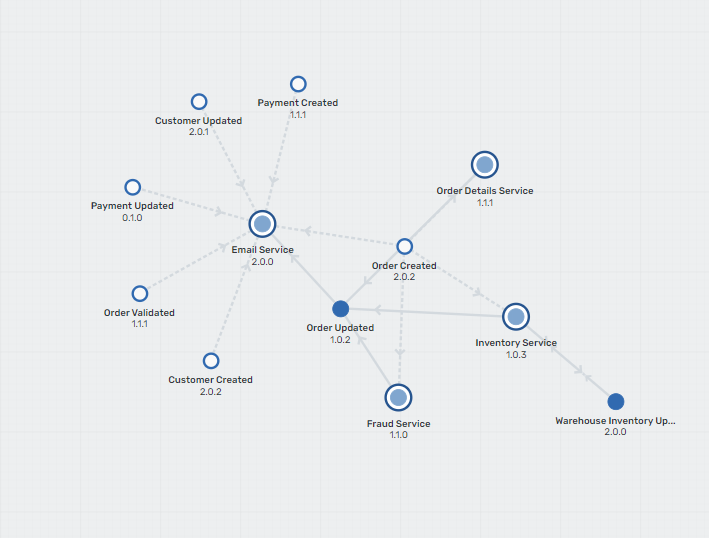 Payment Created
1.1.1
Customer Updated
2.0.1
Order Details Service
1.1.1
Payment Updated
0.1.0
Email Service
2.0.0
Order Created
2.0.2
Order Validated
1.1.1
Order Updated
1.0.2
Inventory Service
1.0.3
Customer Created
2.0.2
Fraud Service
1.1.0
Warehouse Inventory Up...
2.0.0